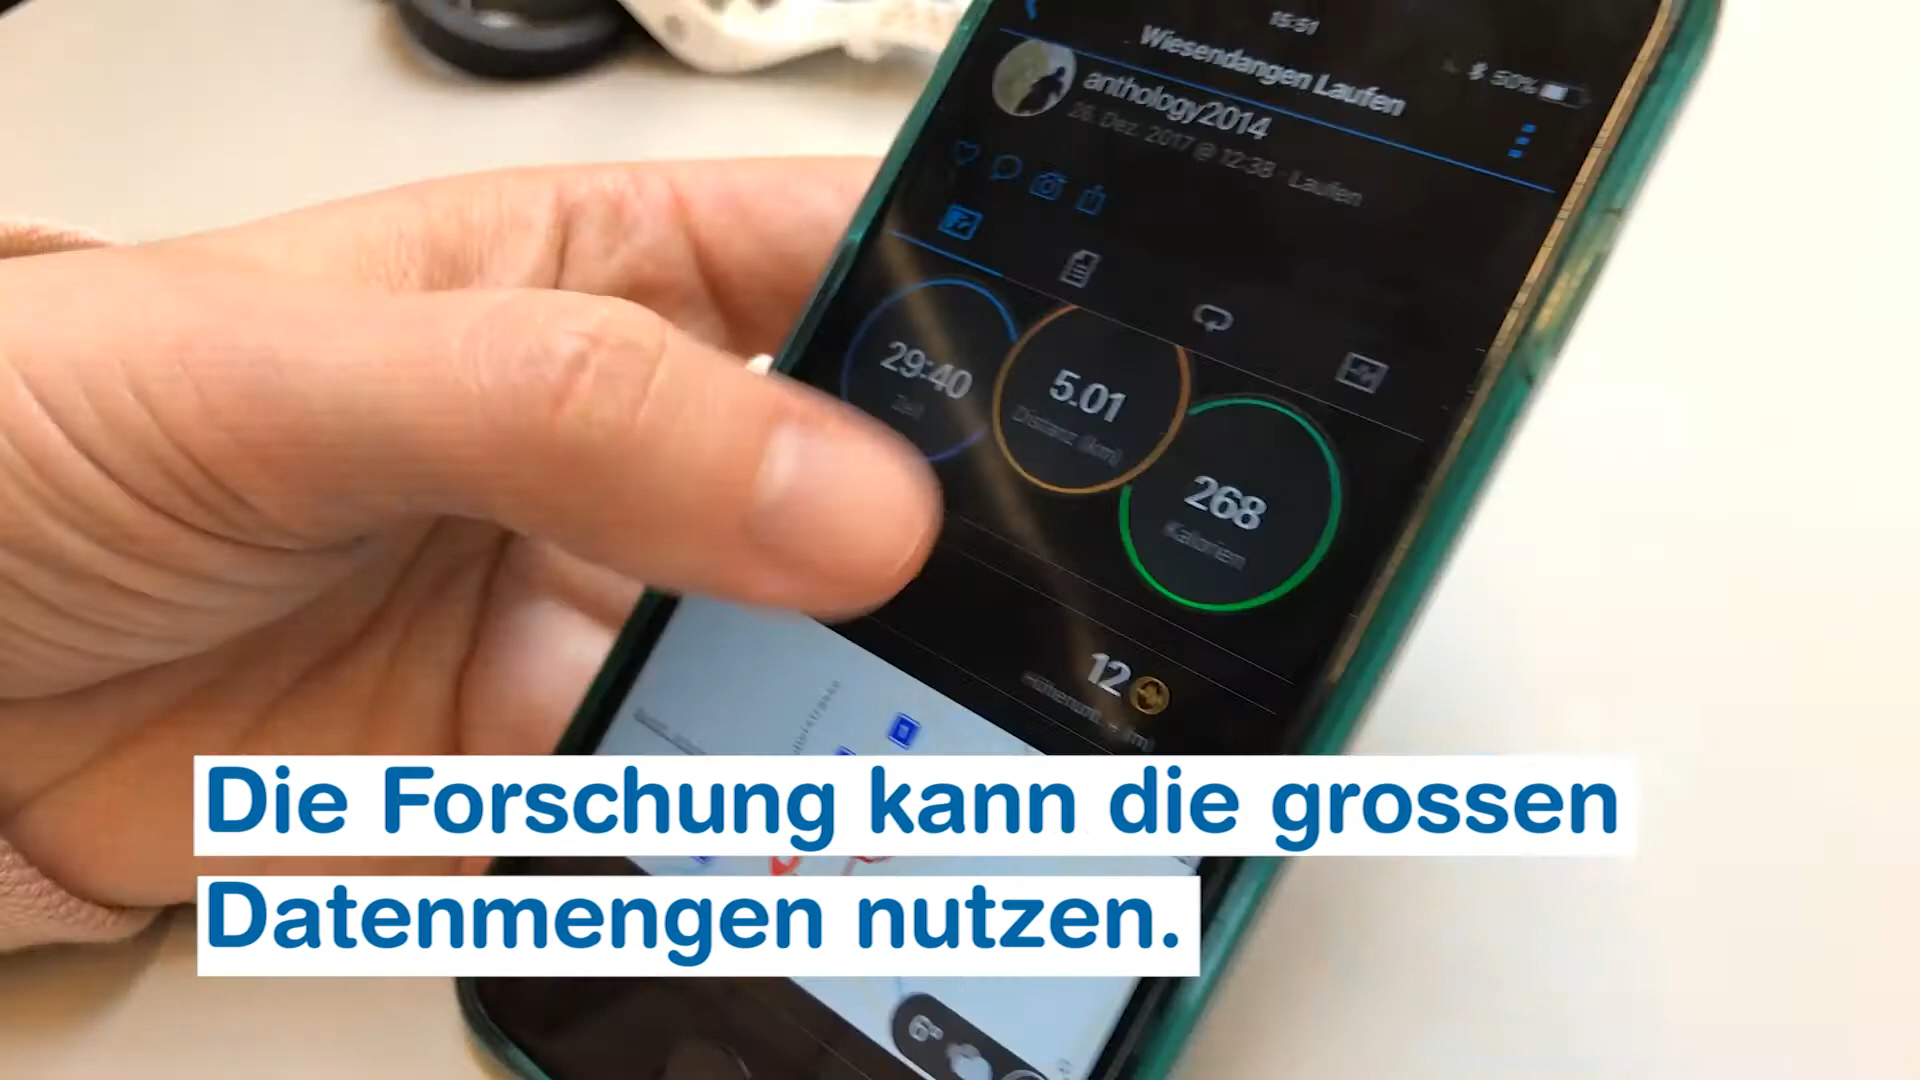 15:51
50%
Wiesendangen Laufen
anthology2014
26. Dez. 2017 @ 12:38 · Laufen
29:40
Zeit
5.01
Distanz (km)
268
Kalorien
12
Die Forschung kann die grossen
Datenmengen nutzen.
6°